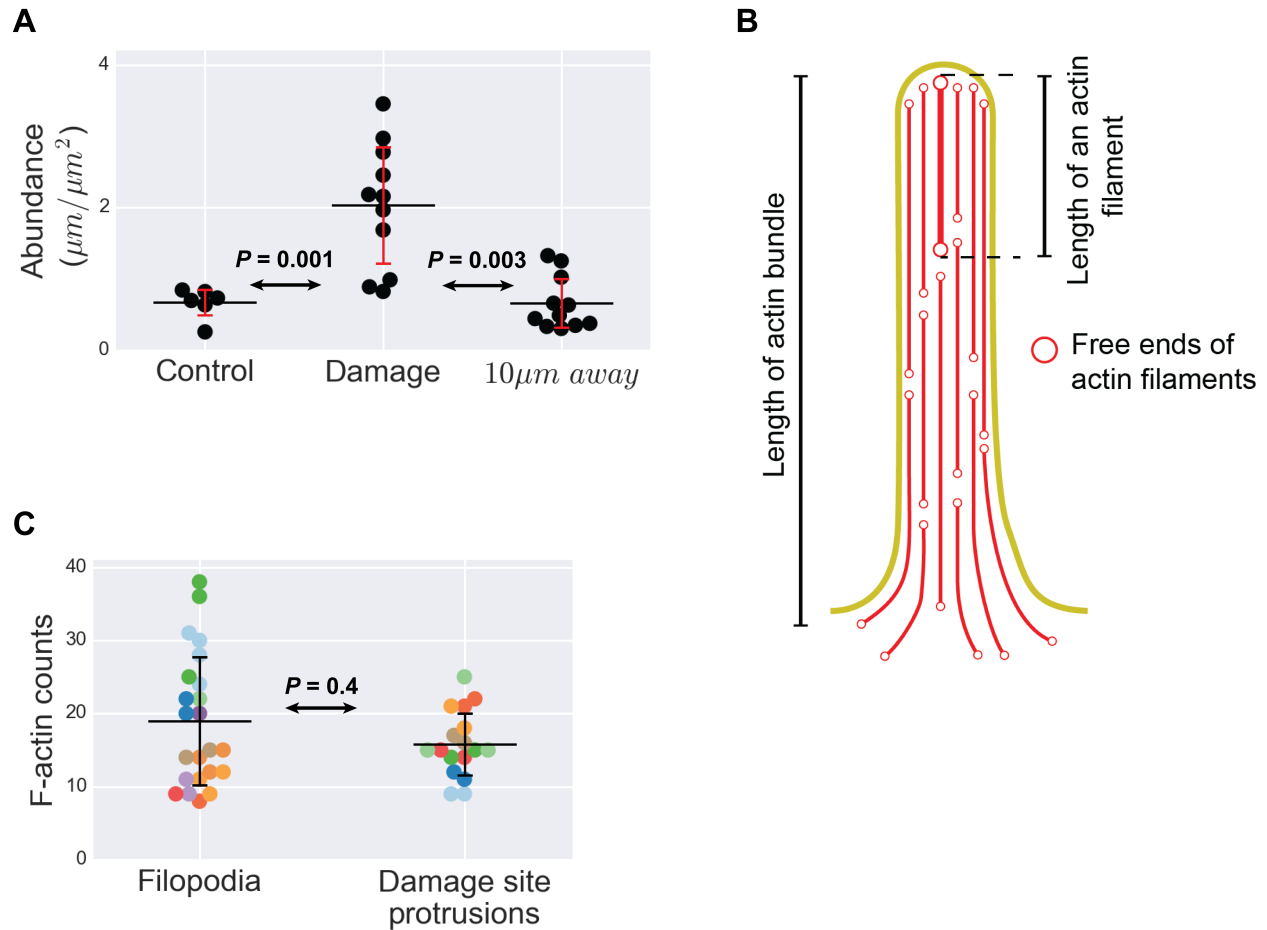 A
4
2
0
Abundance
(μm/μm²)
P = 0.001
P = 0.003
Control
Damage
10μm away
B
Length of actin bundle
Length of an actin
filament
Free ends of
actin filaments
C
40
30
20
10
0
F-actin counts
P = 0.4
Filopodia
Damage site
protrusions